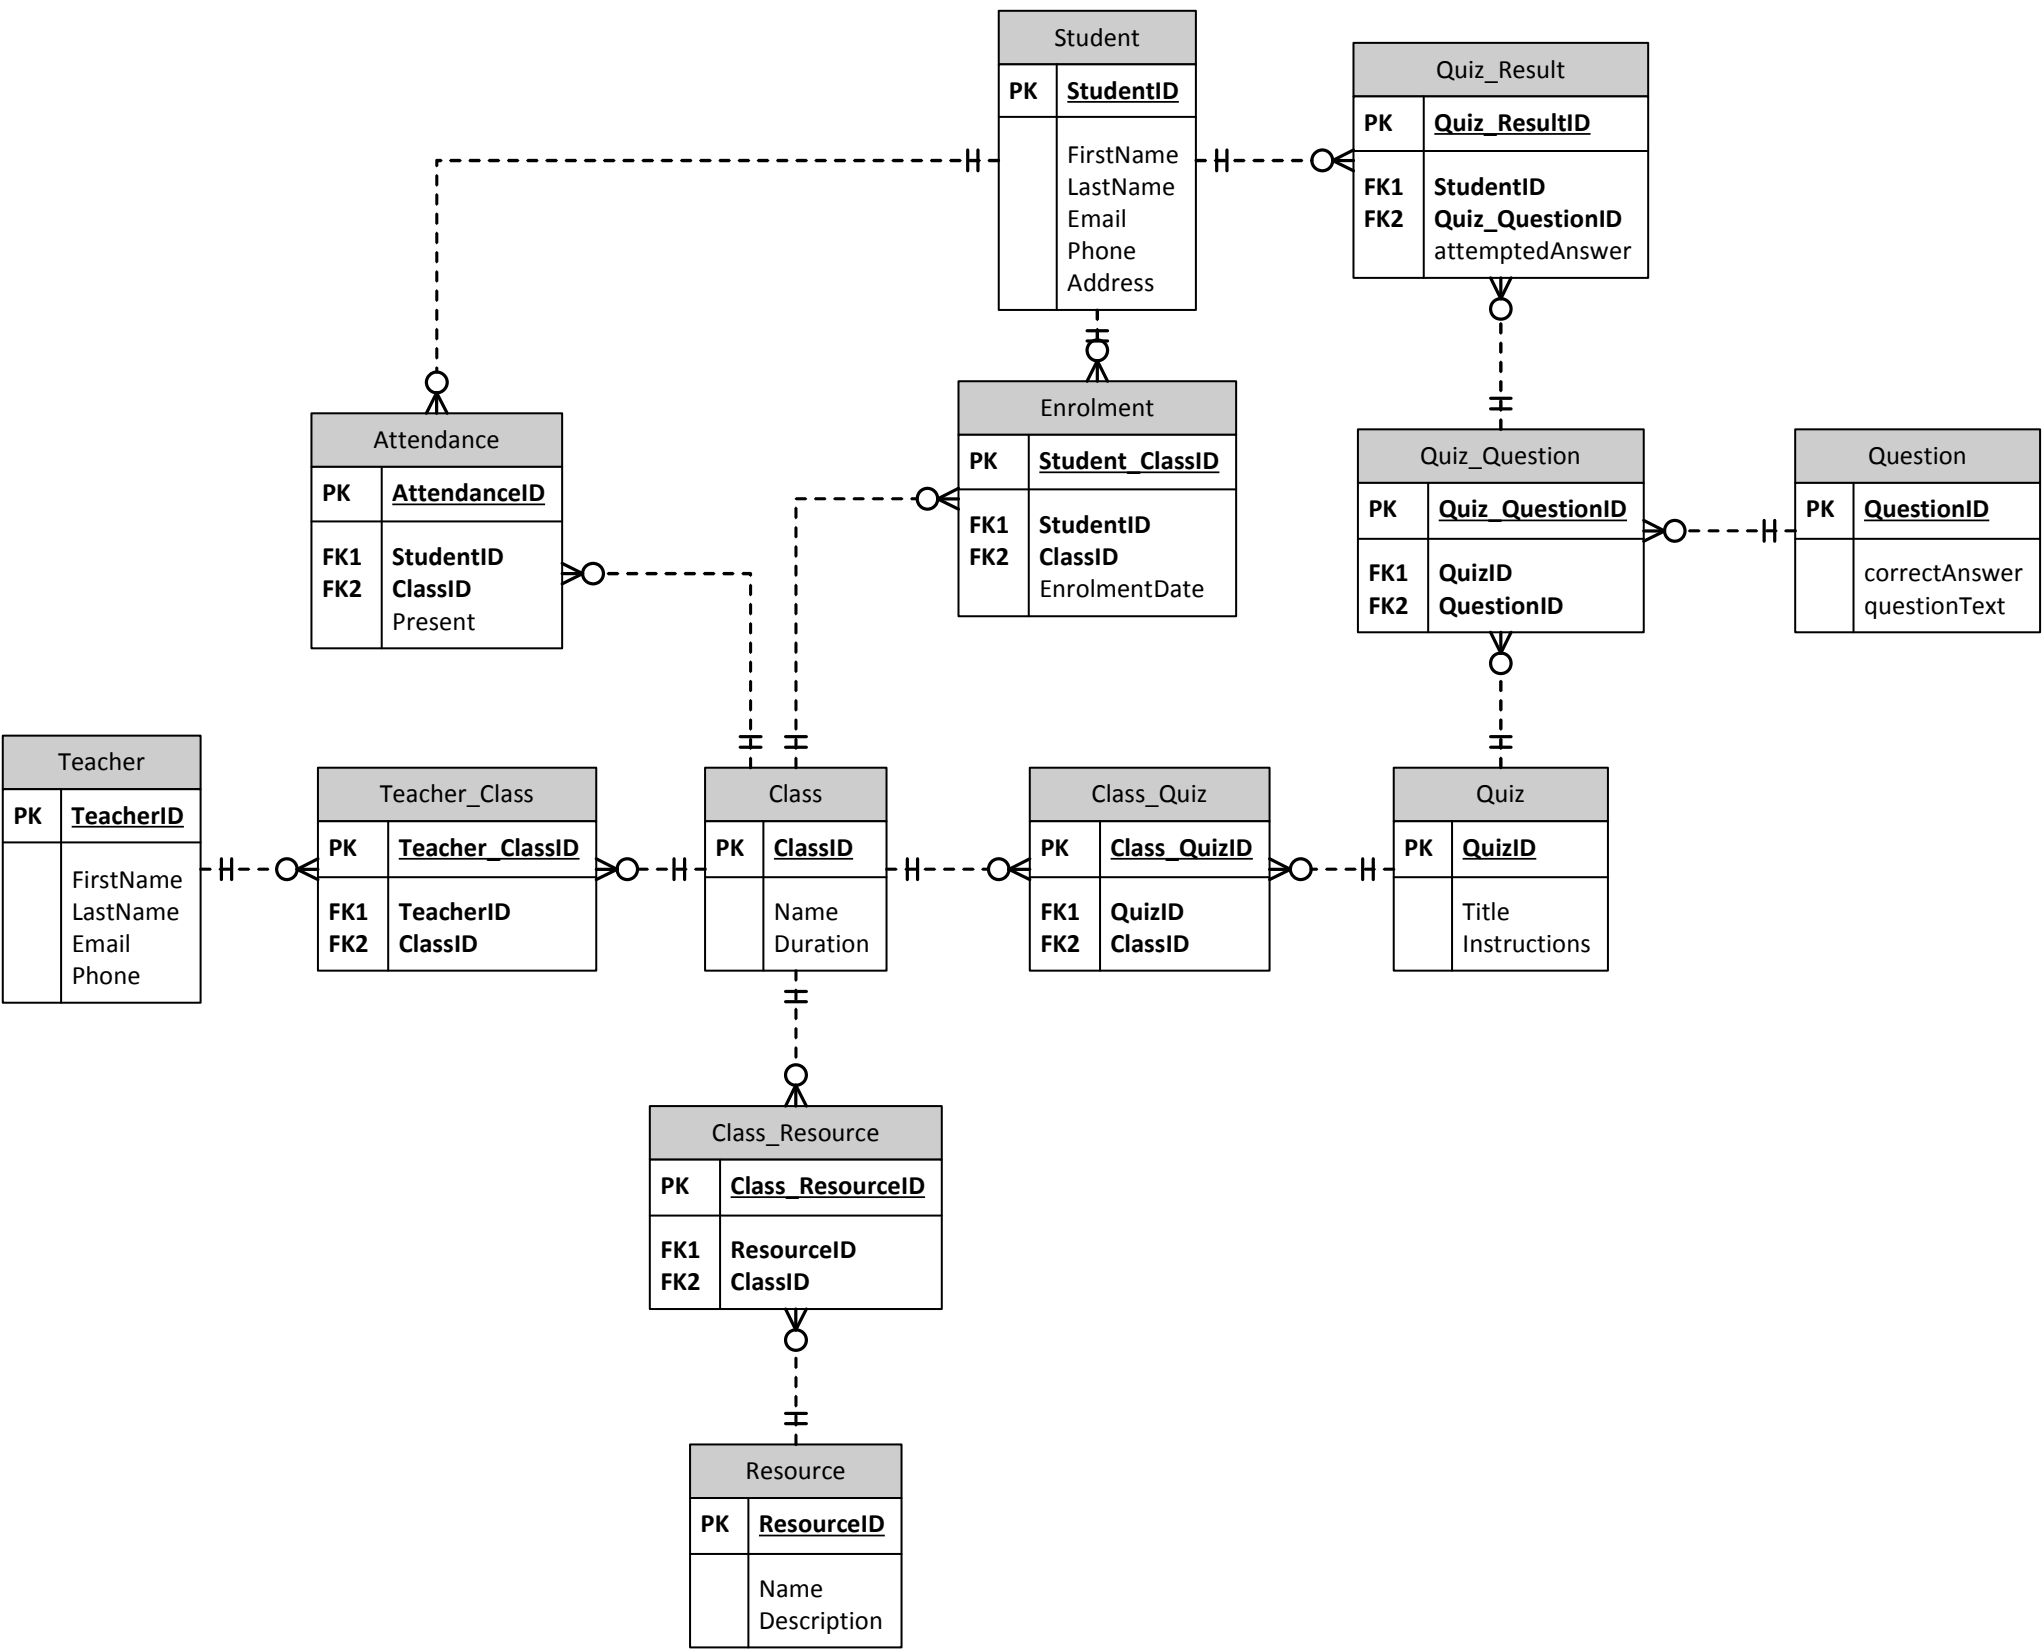 Student
PK StudentID
FirstName
LastName
Email
Phone
Address
Quiz_Result
PK Quiz_ResultID
FK1 StudentID
FK2 Quiz_QuestionID
attemptedAnswer
Attendance
PK AttendanceID
FK1 StudentID
FK2 ClassID
Present
Enrolment
PK Student_ClassID
FK1 StudentID
FK2 ClassID
EnrolmentDate
Quiz_Question
PK Quiz_QuestionID
FK1 QuizID
FK2 QuestionID
Question
PK QuestionID
correctAnswer
questionText
Teacher
PK TeacherID
FirstName
LastName
Email
Phone
Teacher_Class
PK Teacher_ClassID
FK1 TeacherID
FK2 ClassID
Class
PK ClassID
Name
Duration
Class_Quiz
PK Class_QuizID
FK1 QuizID
FK2 ClassID
Quiz
PK QuizID
Title
Instructions
Class_Resource
PK Class_ResourceID
FK1 ResourceID
FK2 ClassID
Resource
PK ResourceID
Name
Description